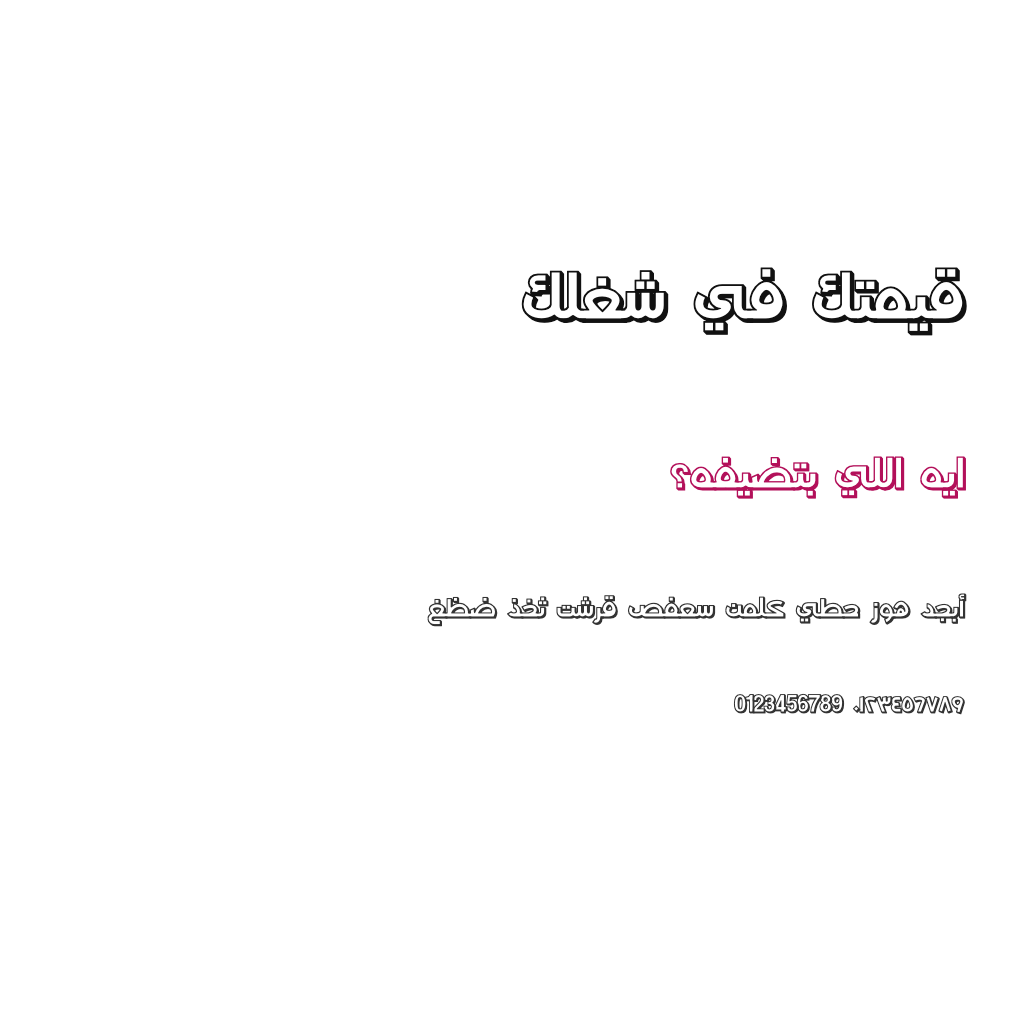 قيمتك في شغلك
ايه اللي بتضيفه؟
أبجد هوز حطي كلمن سعفص قرشت ثخذ ضظغ
0123456789 ٠١٢٣٤٥٦٧٨٩